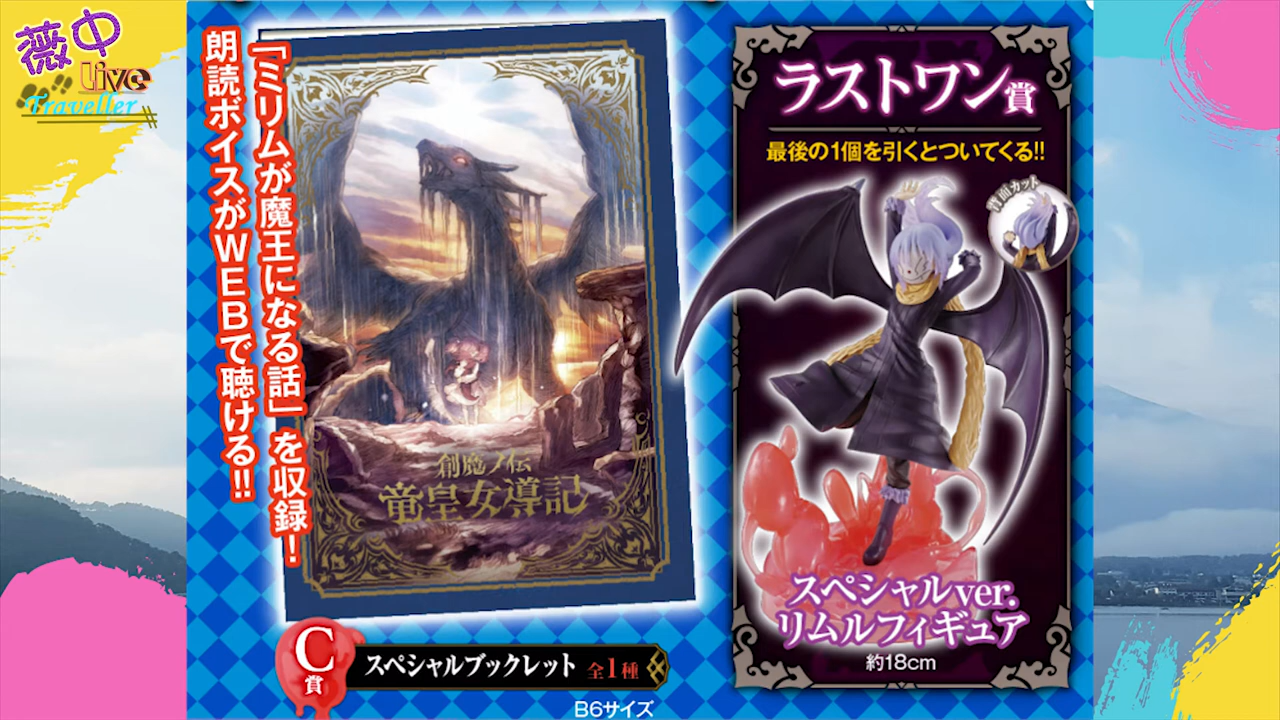 薇中
Live
Traveller
「ミリムが魔王になる話」を収録！
朗読ボイスがWEBで聴ける!!
創魔ノ伝
竜皇女導記
C
賞
スペシャルブックレット 全1種
B6サイズ
ラストワン賞
最後の1個を引くとついてくる!!
背面カット
スペシャルver.
リムルフィギュア
約18cm